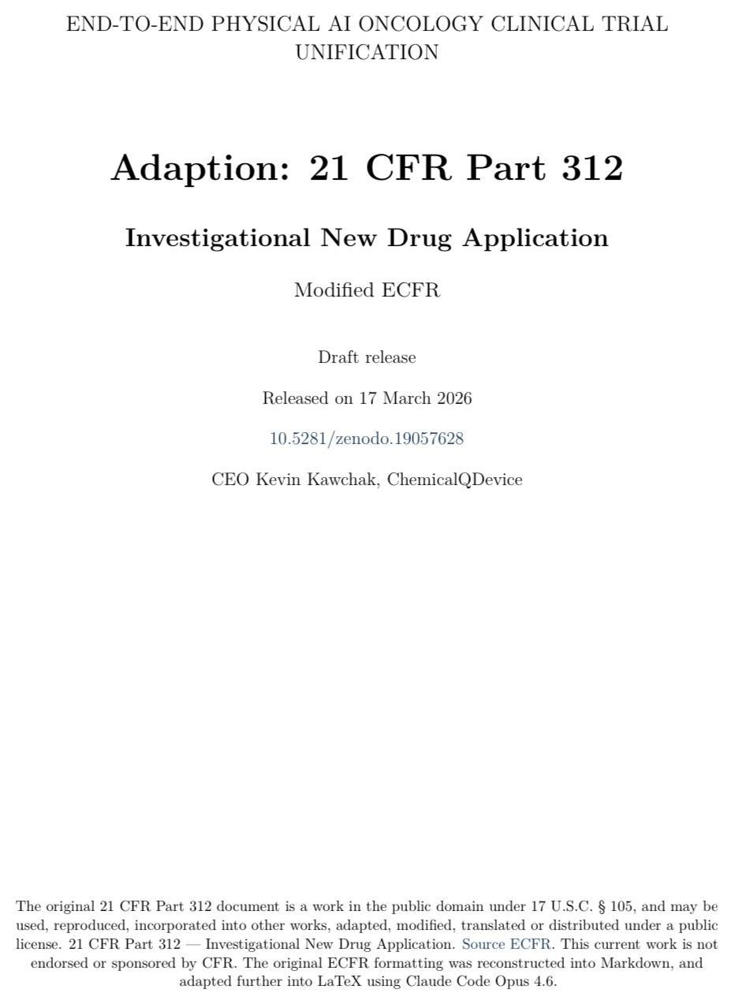 END-TO-END PHYSICAL AI ONCOLOGY CLINICAL TRIAL
UNIFICATION
Adaption: 21 CFR Part 312
Investigational New Drug Application
Modified ECFR
Draft release
Released on 17 March 2026
10.5281/zenodo.19057628
CEO Kevin Kawchak, ChemicalQDevice
The original 21 CFR Part 312 document is a work in the public domain under 17 U.S.C. § 105, and may be
used, reproduced, incorporated into other works, adapted, modified, translated or distributed under a public
license. 21 CFR Part 312 — Investigational New Drug Application. Source ECFR. This current work is not
endorsed or sponsored by CFR. The original ECFR formatting was reconstructed into Markdown, and
adapted further into LaTeX using Claude Code Opus 4.6.